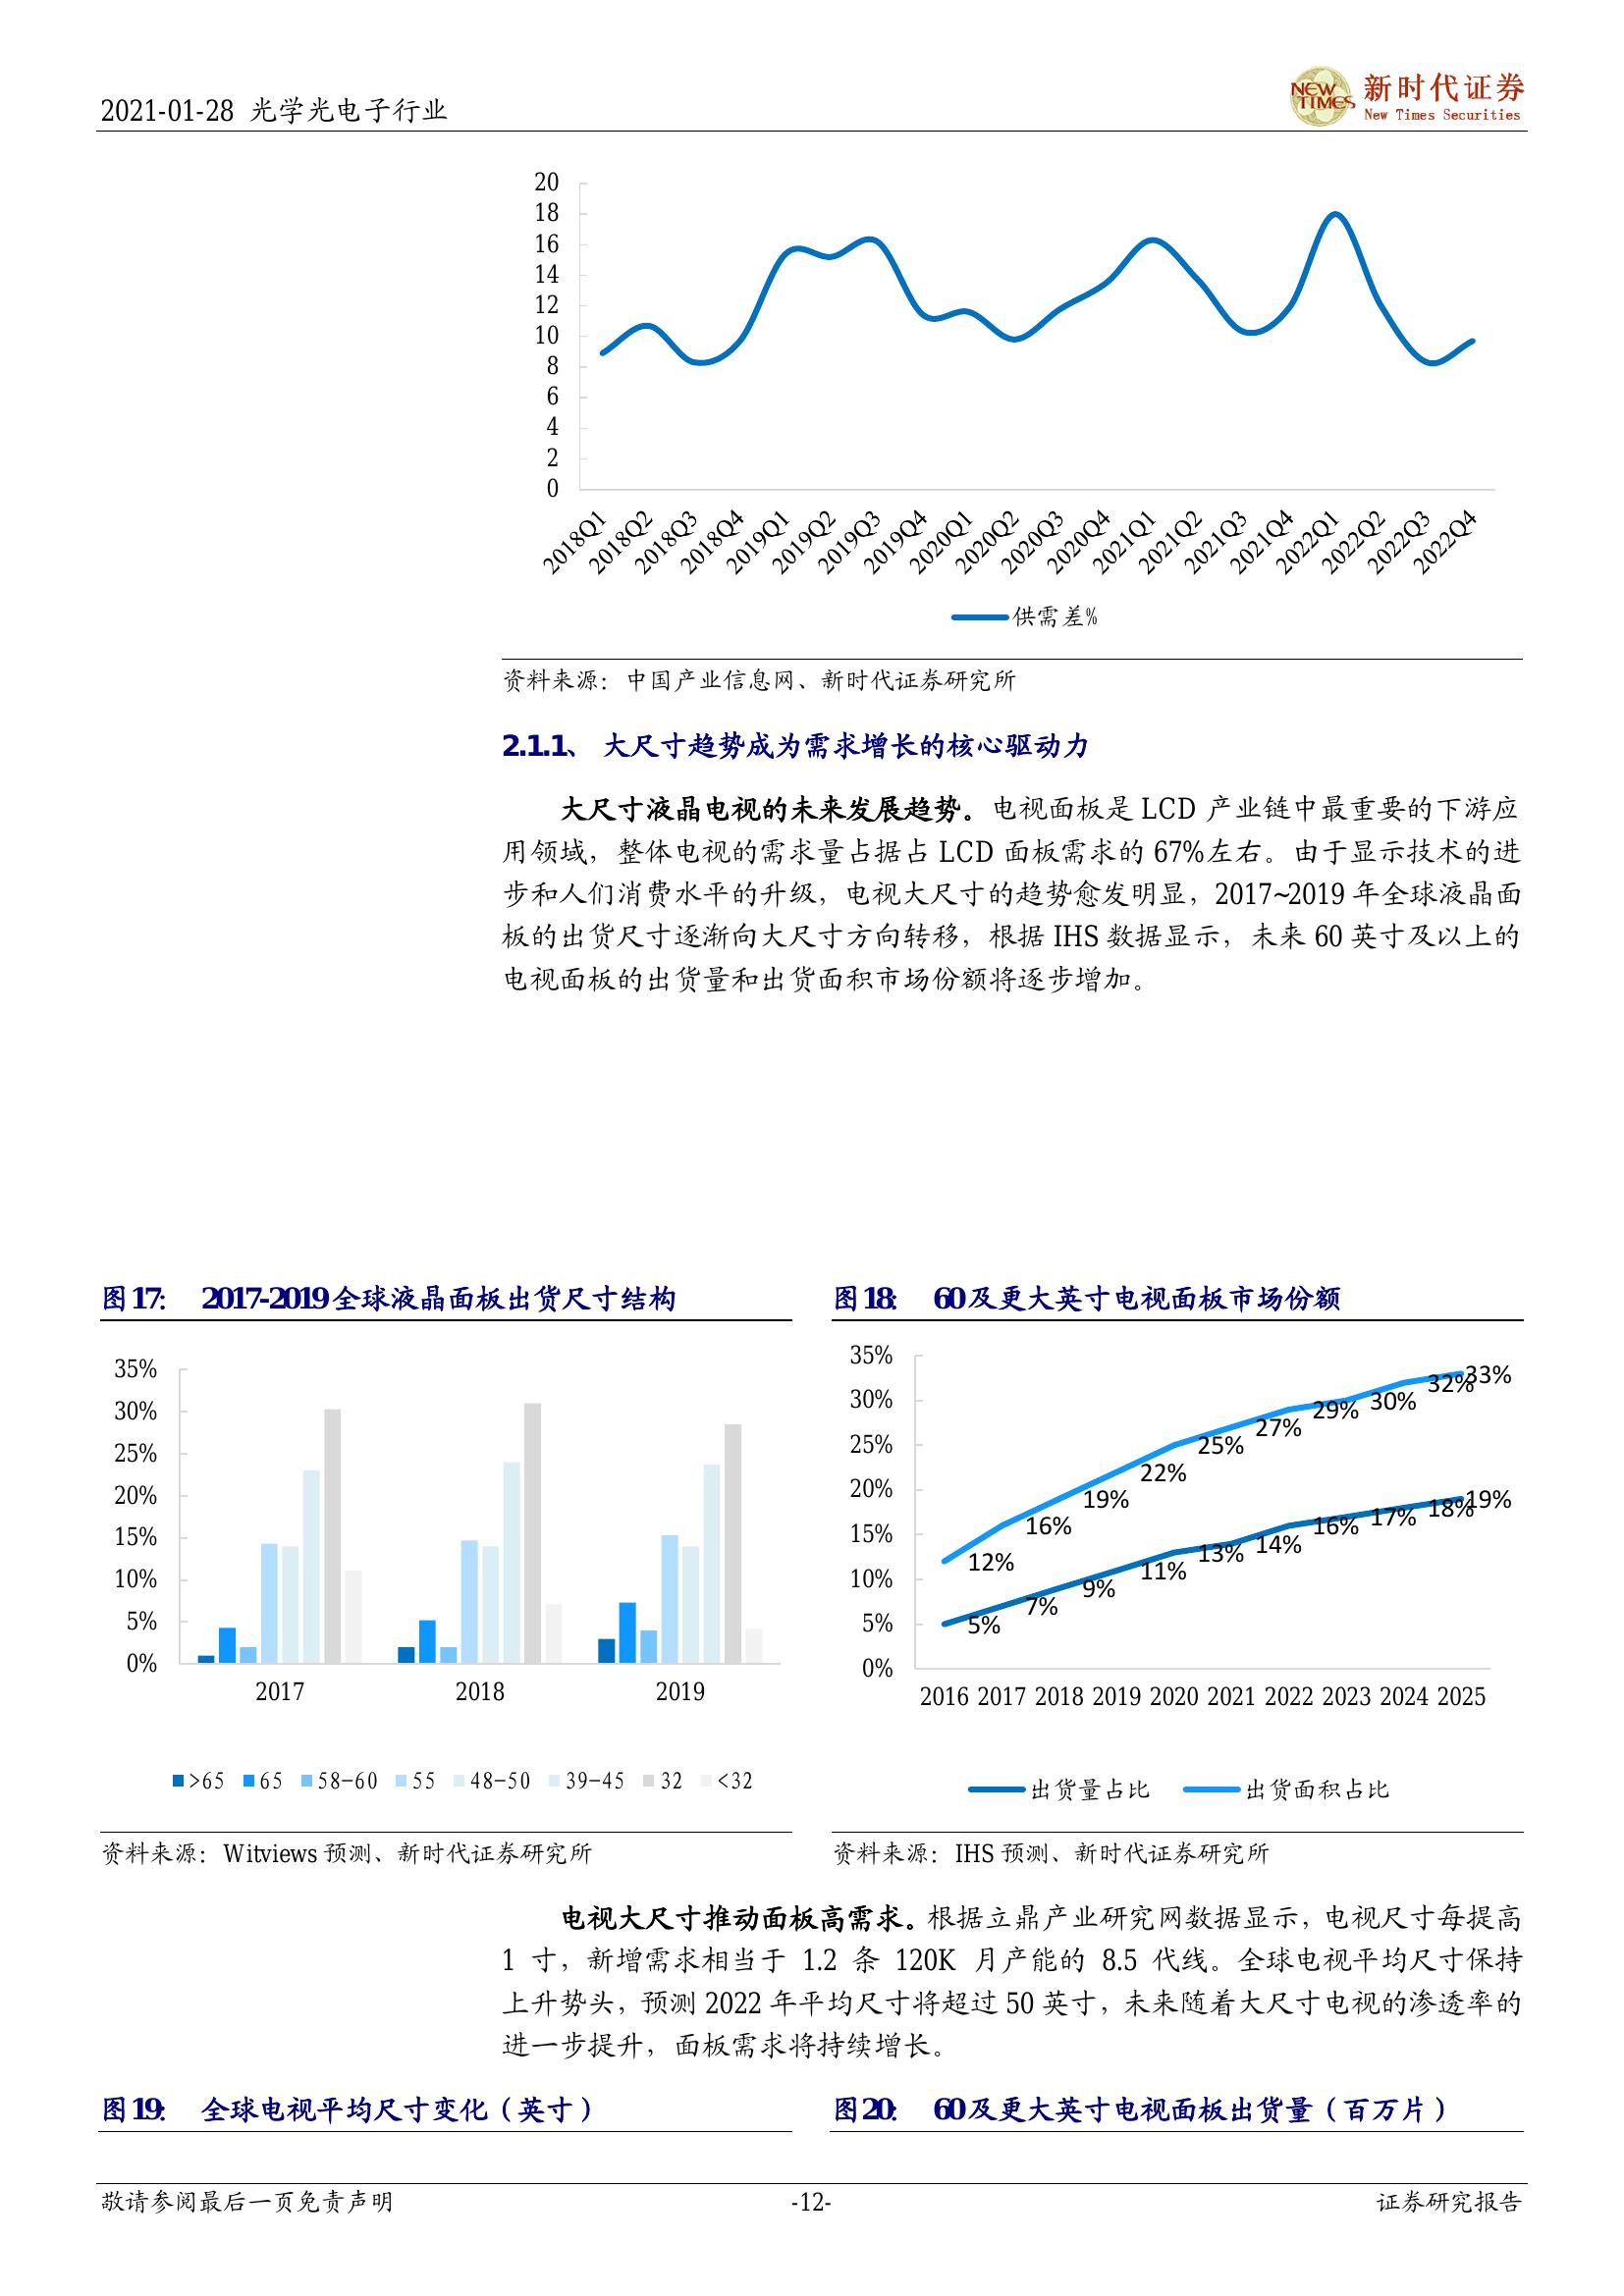 2021-01-28 光学光电子行业
NEW TIMES 新时代证券
New Times Securities
20
18
16
14
12
10
8
6
4
2
0
2018Q1 2018Q2 2018Q3 2018Q4 2019Q1 2019Q2 2019Q3 2019Q4 2020Q1 2020Q2 2020Q3 2020Q4 2021Q1 2021Q2 2021Q3 2021Q4 2022Q1 2022Q2 2022Q3 2022Q4
供需差%
资料来源：中国产业信息网、新时代证券研究所
2.1.1、 大尺寸趋势成为需求增长的核心驱动力
大尺寸液晶电视的未来发展趋势。电视面板是 LCD 产业链中最重要的下游应
用领域，整体电视的需求量占据占 LCD 面板需求的 67%左右。由于显示技术的进
步和人们消费水平的升级，电视大尺寸的趋势愈发明显，2017~2019 年全球液晶面
板的出货尺寸逐渐向大尺寸方向转移，根据 IHS 数据显示，未来 60 英寸及以上的
电视面板的出货量和出货面积市场份额将逐步增加。
图17： 2017-2019全球液晶面板出货尺寸结构
35%
30%
25%
20%
15%
10%
5%
0%
2017 2018 2019
>65 65 58-60 55 48-50 39-45 32 <32
资料来源：Witviews 预测、新时代证券研究所
图18： 60及更大英寸电视面板市场份额
35%
30%
25%
20%
15%
10%
5%
0%
12% 16% 19% 22% 25% 27% 29% 30% 32% 33%
5% 7% 9% 11% 13% 14% 16% 17% 18% 19%
2016 2017 2018 2019 2020 2021 2022 2023 2024 2025
出货量占比 出货面积占比
资料来源：IHS 预测、新时代证券研究所
电视大尺寸推动面板高需求。根据立鼎产业研究网数据显示，电视尺寸每提高
1 寸，新增需求相当于 1.2 条 120K 月产能的 8.5 代线。全球电视平均尺寸保持
上升势头，预测 2022 年平均尺寸将超过 50 英寸，未来随着大尺寸电视的渗透率的
进一步提升，面板需求将持续增长。
图19： 全球电视平均尺寸变化（英寸）
图20： 60及更大英寸电视面板出货量（百万片）
敬请参阅最后一页免责声明 -12- 证券研究报告